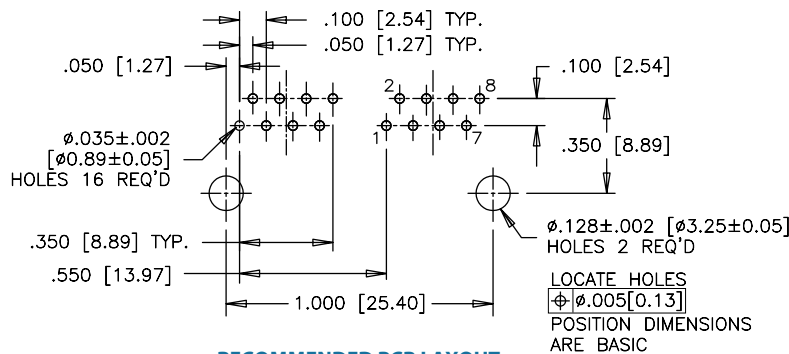 .100 [2.54] TYP.
.050 [1.27] TYP.
.050 [1.27]
.100 [2.54]
2
8
1
7
ø.035±.002
[ø0.89±0.05]
HOLES 16 REQ'D
.350 [8.89]
.350 [8.89] TYP.
.550 [13.97]
1.000 [25.40]
ø.128±.002 [ø3.25±0.05]
HOLES 2 REQ'D
LOCATE HOLES
⌖ ø.005[0.13]
POSITION DIMENSIONS
ARE BASIC
RECOMMENDED PCB LAYOUT